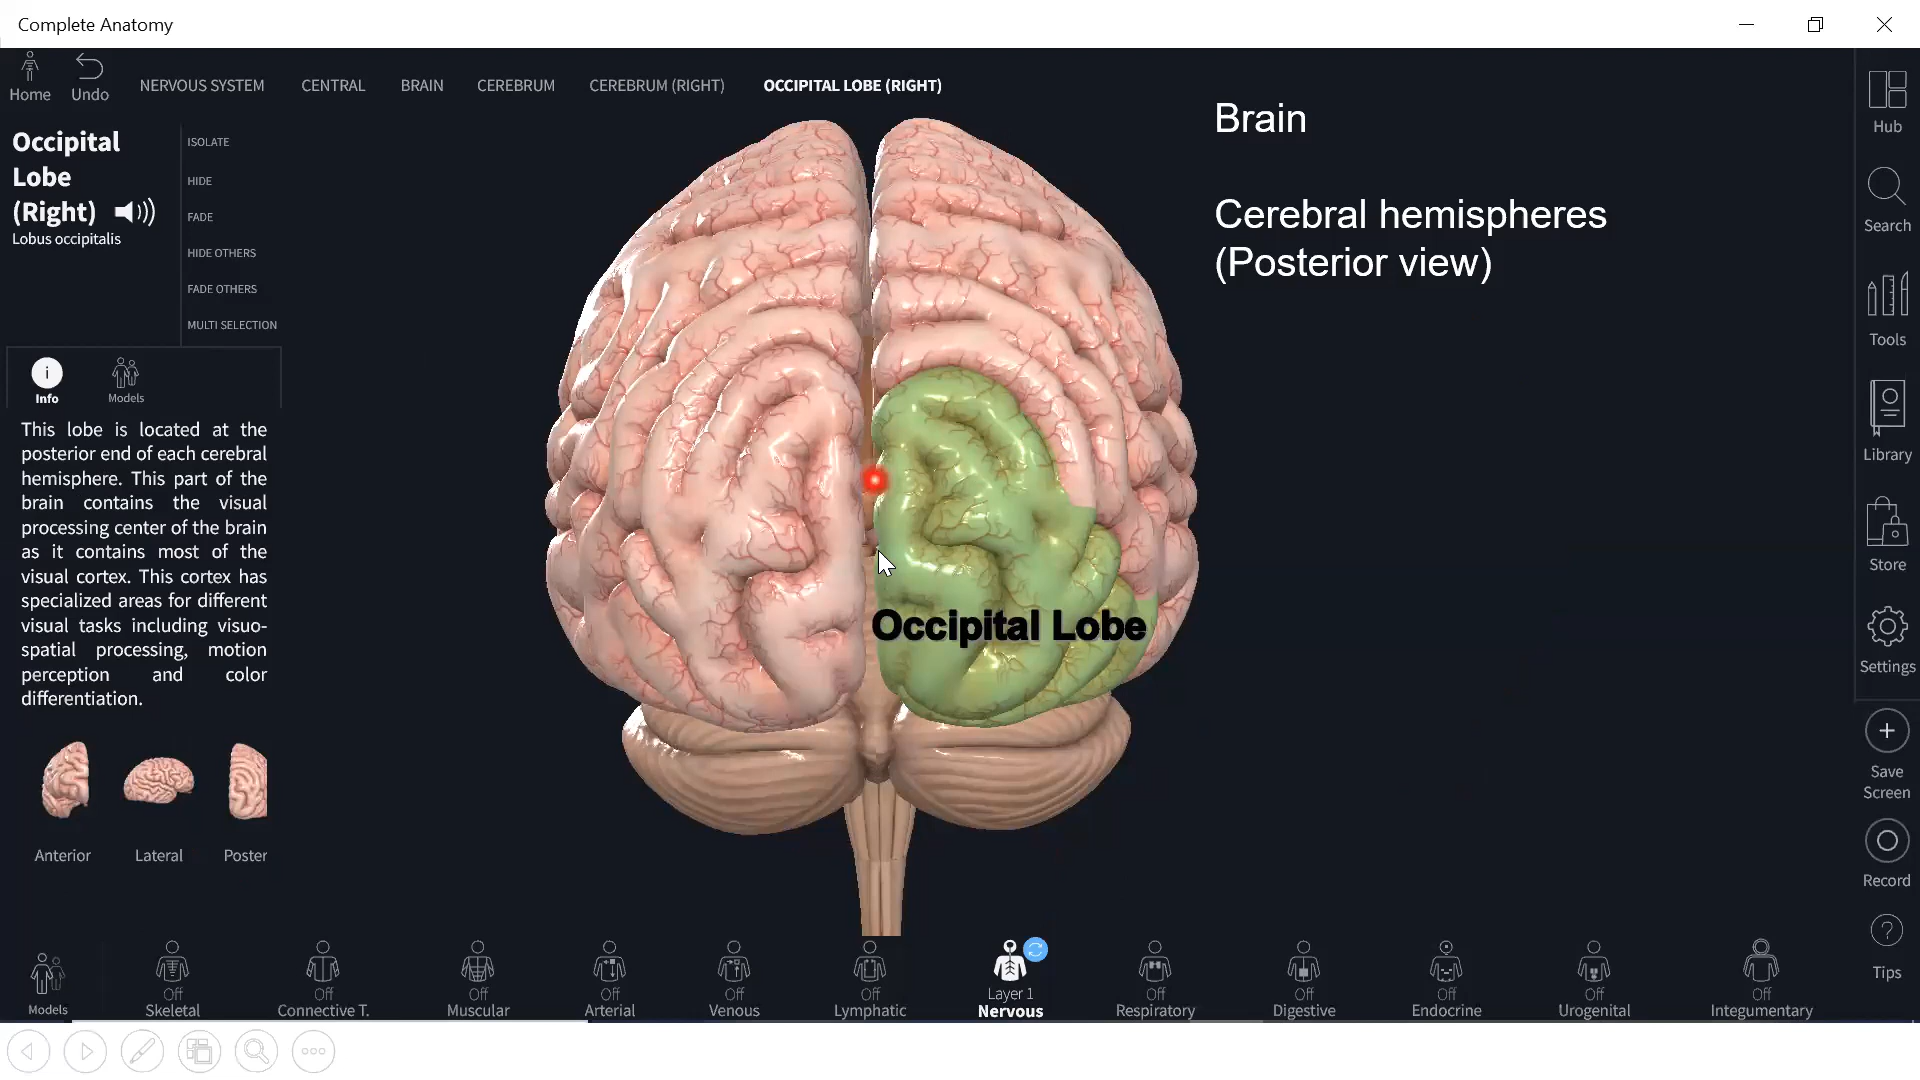 Complete Anatomy
Home
Undo
NERVOUS SYSTEM
CENTRAL
BRAIN
CEREBRUM
CEREBRUM (RIGHT)
OCCIPITAL LOBE (RIGHT)
Occipital
Lobe
(Right)
Lobus occipitalis
ISOLATE
HIDE
FADE
HIDE OTHERS
FADE OTHERS
MULTI SELECTION
i
Info
Models
This lobe is located at the
posterior end of each cerebral
hemisphere. This part of the
brain contains the visual
processing center of the brain
as it contains most of the
visual cortex. This cortex has
specialized areas for different
visual tasks including visuo-
spatial processing, motion
perception and color
differentiation.
Anterior
Lateral
Poster
Brain
Cerebral hemispheres
(Posterior view)
Occipital Lobe
Hub
Search
Tools
Library
Store
Settings
Save
Screen
Record
?
Tips
Models
Off
Skeletal
Off
Connective T.
Off
Muscular
Off
Arterial
Off
Venous
Off
Lymphatic
Layer 1
Nervous
Off
Respiratory
Off
Digestive
Off
Endocrine
Off
Urogenital
Off
Integumentary